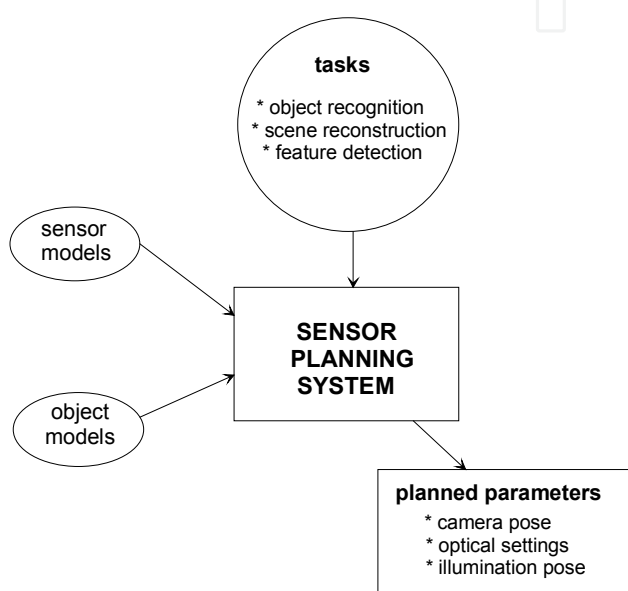 tasks
* object recognition
* scene reconstruction
* feature detection
sensor
models
SENSOR
PLANNING
SYSTEM
object
models
planned parameters
* camera pose
* optical settings
* illumination pose